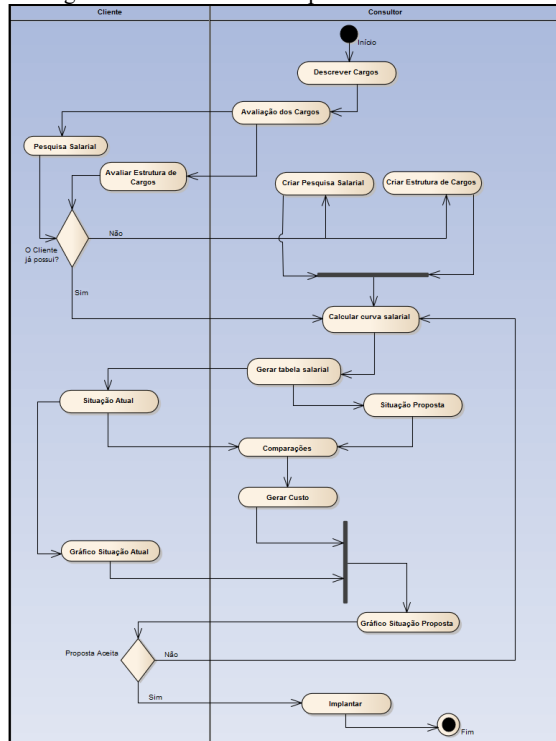 Cliente
Consultor
Início
Descrever Cargos
Avaliação dos Cargos
Pesquisa Salarial
Avaliar Estrutura de
Cargos
Criar Pesquisa Salarial
Criar Estrutura de Cargos
Não
O Cliente
já possui?
Sim
Calcular curva salarial
Gerar tabela salarial
Situação Atual
Situação Proposta
Comparações
Gerar Custo
Gráfico Situação Atual
Gráfico Situação Proposta
Proposta Aceita
Não
Sim
Implantar
Fim